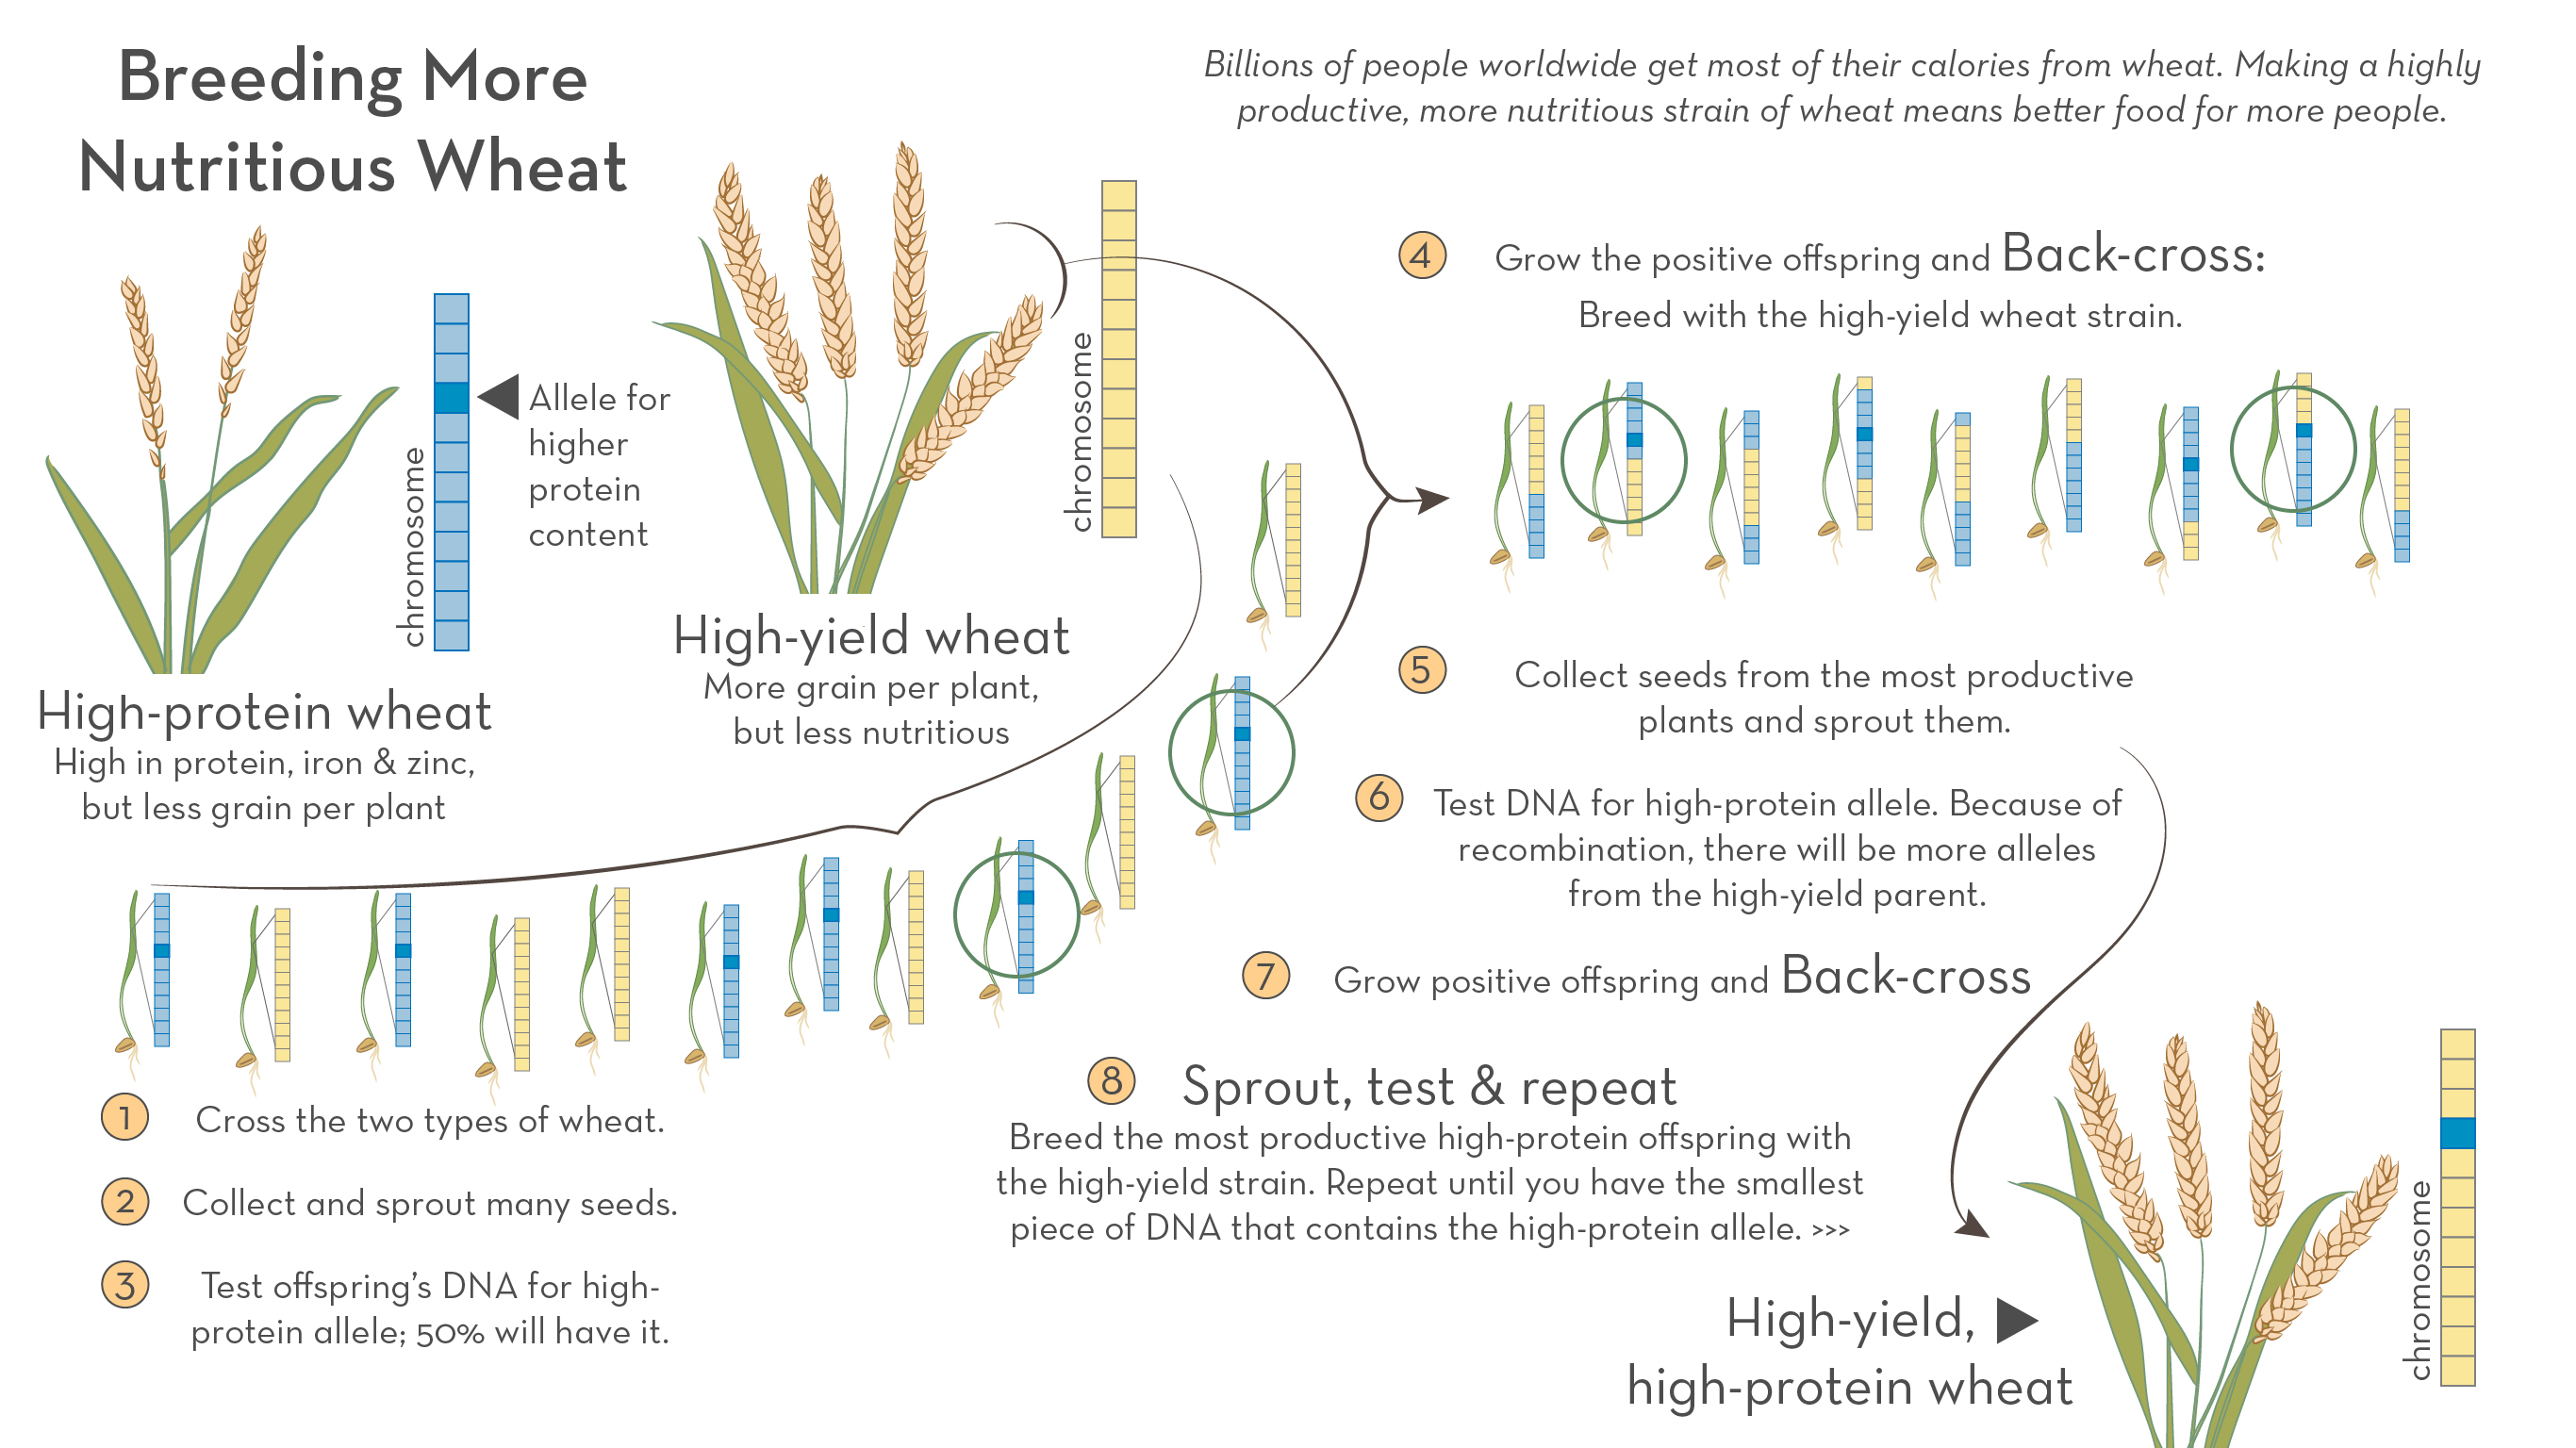 Breeding More
Nutritious Wheat
Billions of people worldwide get most of their calories from wheat. Making a highly
productive, more nutritious strain of wheat means better food for more people.
chromosome
Allele for
higher
protein
content
High-protein wheat
High in protein, iron & zinc,
but less grain per plant
chromosome
High-yield wheat
More grain per plant,
but less nutritious
1 Cross the two types of wheat.
2 Collect and sprout many seeds.
3 Test offspring's DNA for high-
protein allele; 50% will have it.
4 Grow the positive offspring and Back-cross:
Breed with the high-yield wheat strain.
5 Collect seeds from the most productive
plants and sprout them.
6 Test DNA for high-protein allele. Because of
recombination, there will be more alleles
from the high-yield parent.
7 Grow positive offspring and Back-cross
8 Sprout, test & repeat
Breed the most productive high-protein offspring with
the high-yield strain. Repeat until you have the smallest
piece of DNA that contains the high-protein allele. >>>
High-yield,
high-protein wheat
chromosome